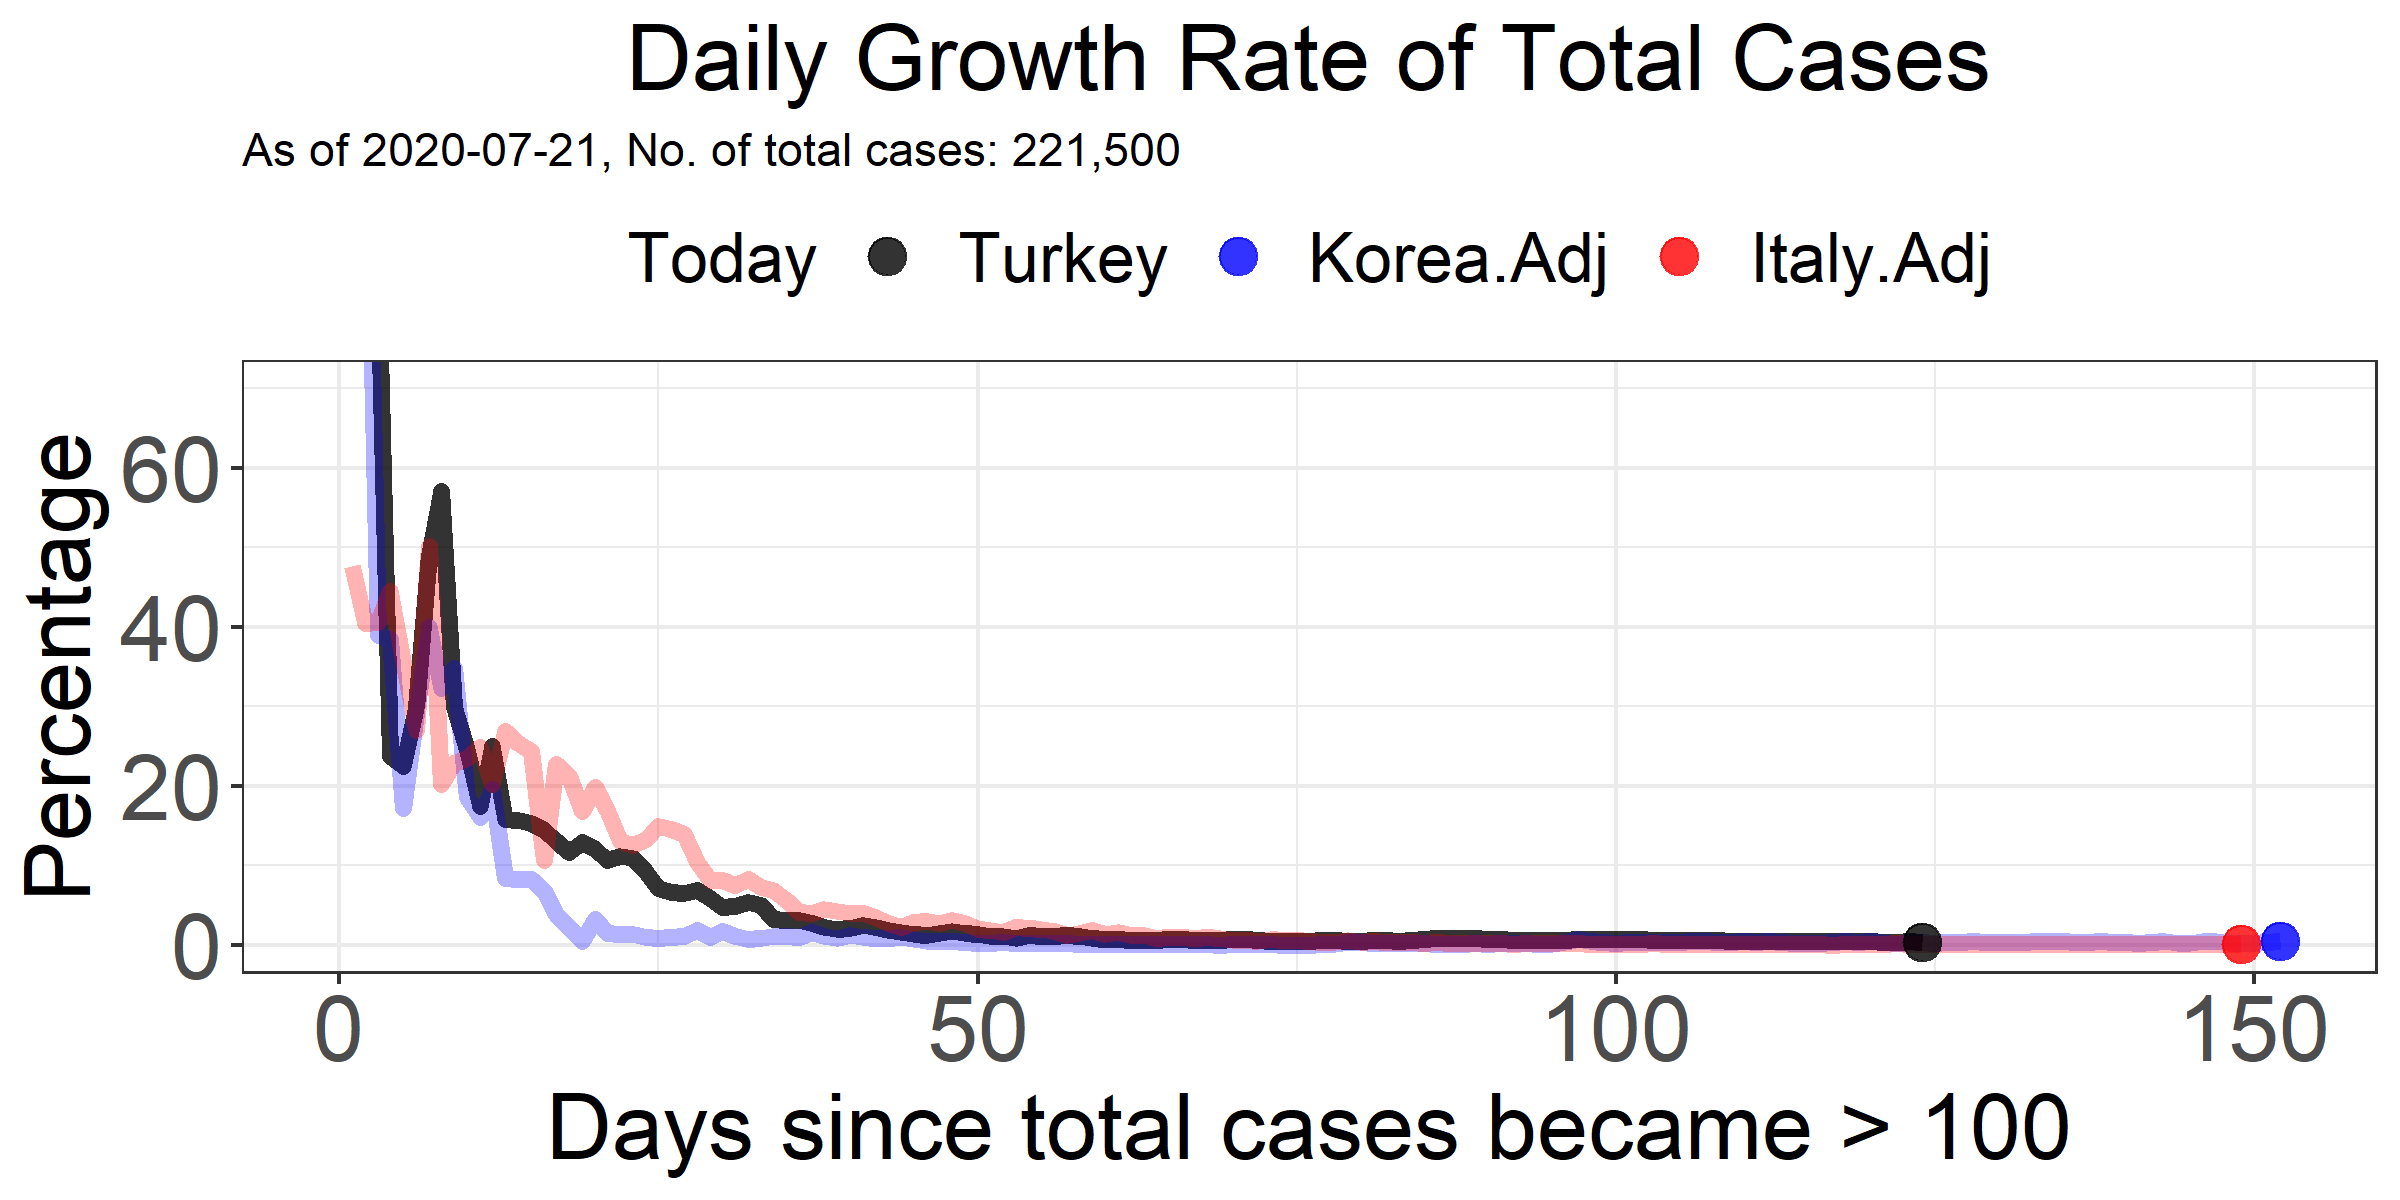 Daily Growth Rate of Total Cases
As of 2020-07-21, No. of total cases: 221,500
Today Turkey Korea.Adj Italy.Adj
Percentage
60
40
20
0
0 50 100 150
Days since total cases became > 100